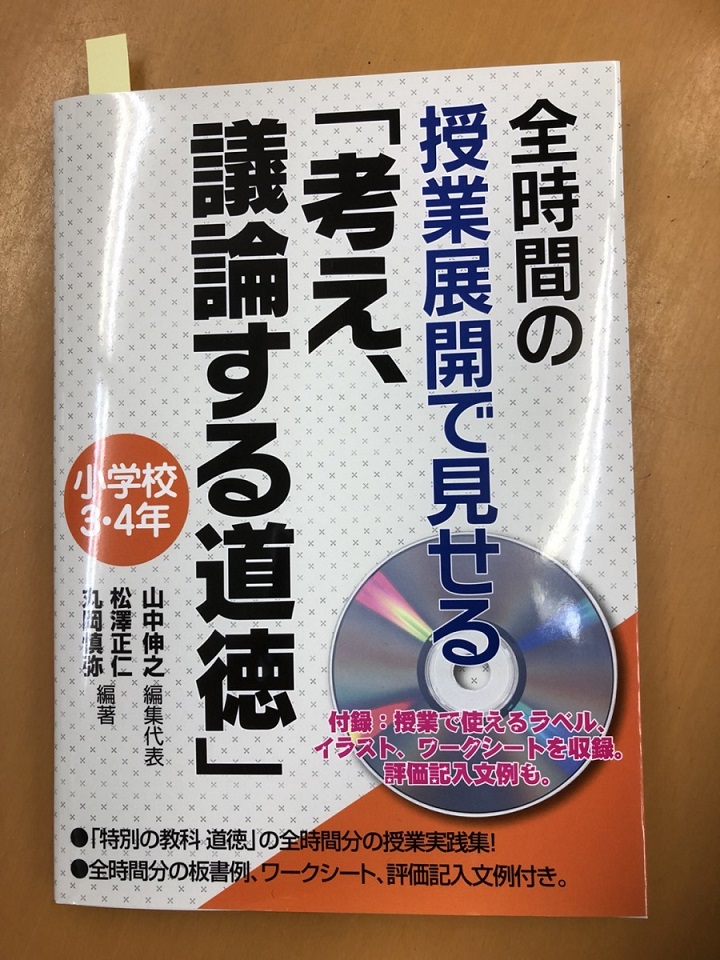 全時間の
授業展開で見せる
「考え、
議論する道徳」
小学校
3・4年
山中伸之 編集代表
松澤正仁
丸岡慎弥 編著
付録：授業で使えるラベル、
イラスト、ワークシートを収録。
評価記入文例も。
●「特別の教科 道徳」の全時間分の授業実践集!
●全時間分の板書例、ワークシート、評価記入文例付き。